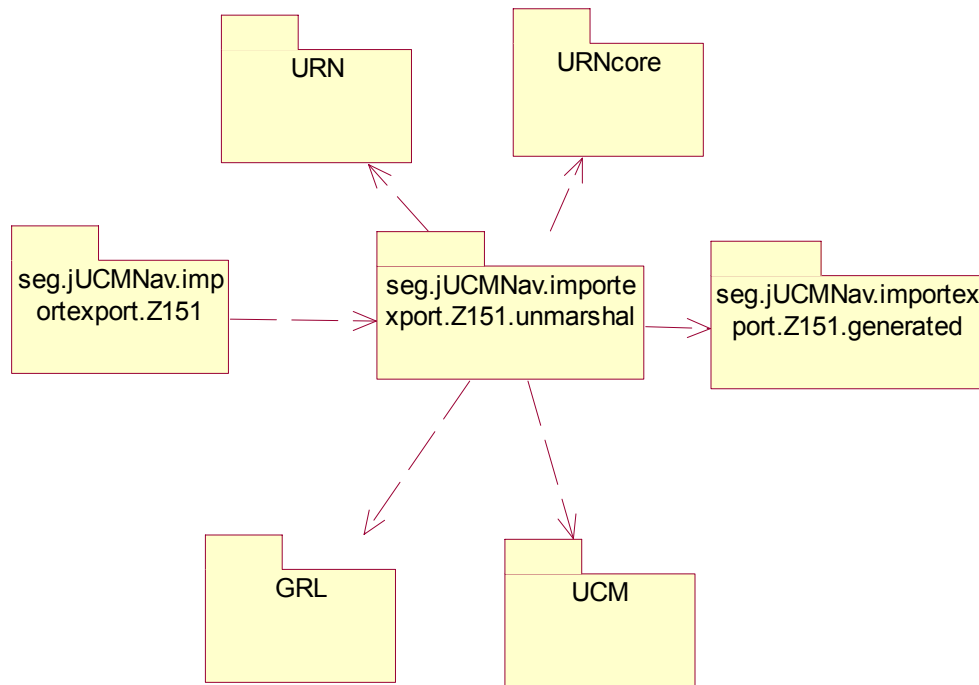 URN
URNcore
seg.jUCMNav.imp
ortexport.Z151
seg.jUCMNav.importe
xport.Z151.unmarshal
seg.jUCMNav.importex
port.Z151.generated
GRL
UCM